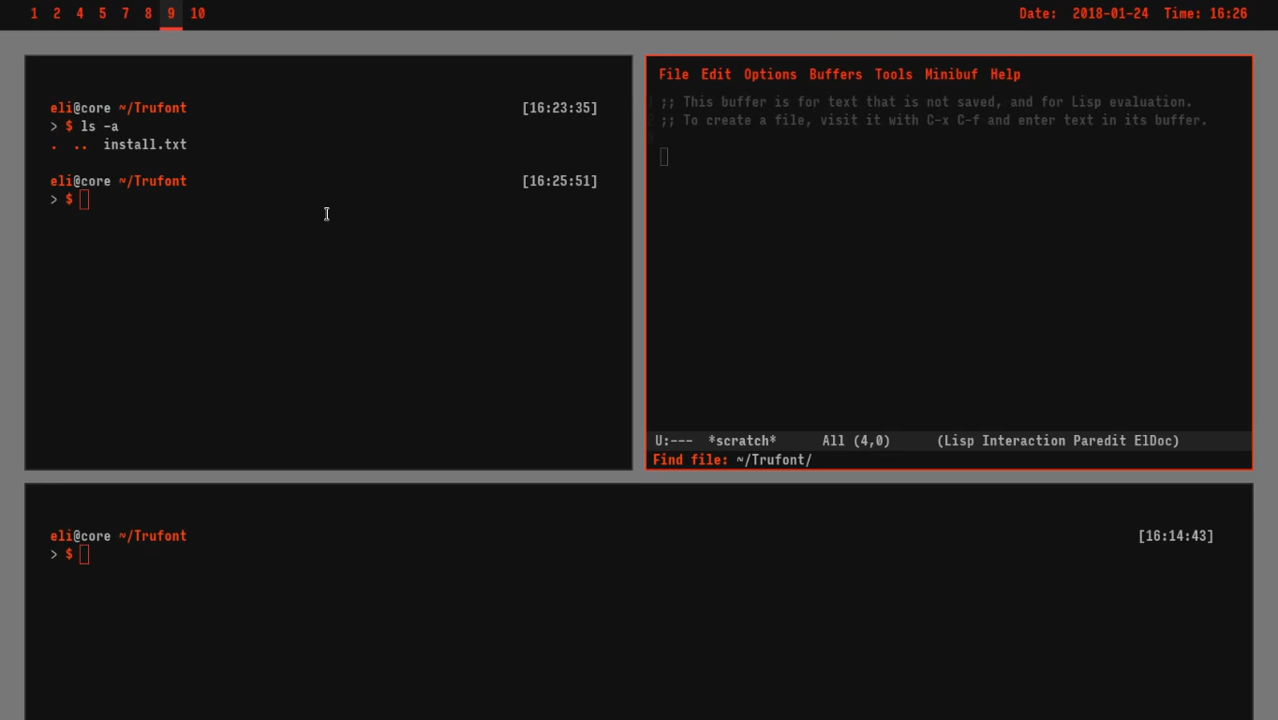 1 2 4 5 7 8 9 10 Date: 2018-01-24 Time: 16:26
eli@core ~/Trufont [16:23:35]
> $ ls -a
. .. install.txt
eli@core ~/Trufont [16:25:51]
> $
File Edit Options Buffers Tools Minibuf Help
;; This buffer is for text that is not saved, and for Lisp evaluation.
;; To create a file, visit it with C-x C-f and enter text in its buffer.
U:--- *scratch* All (4,0) (Lisp Interaction Paredit ElDoc)
Find file: ~/Trufont/
eli@core ~/Trufont [16:14:43]
> $